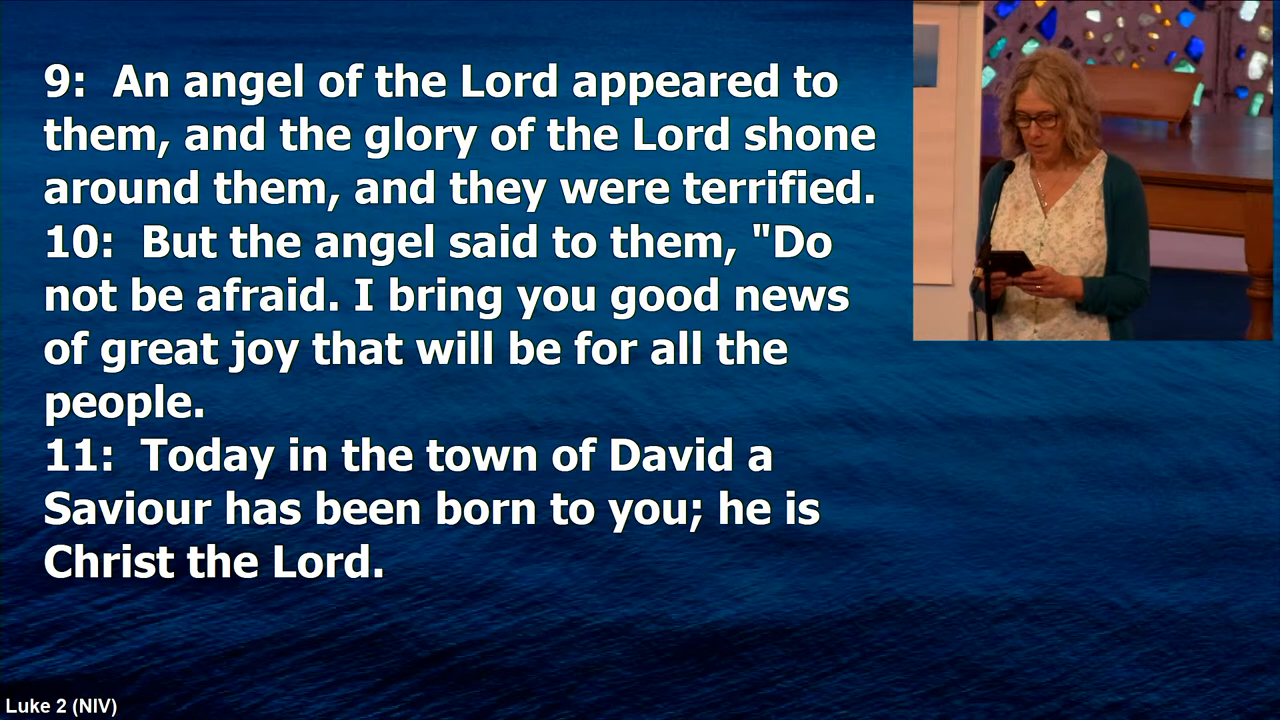 9:  An angel of the Lord appeared to
them, and the glory of the Lord shone
around them, and they were terrified.
10:  But the angel said to them, "Do
not be afraid. I bring you good news
of great joy that will be for all the
people.
11:  Today in the town of David a
Saviour has been born to you; he is
Christ the Lord.
Luke 2 (NIV)